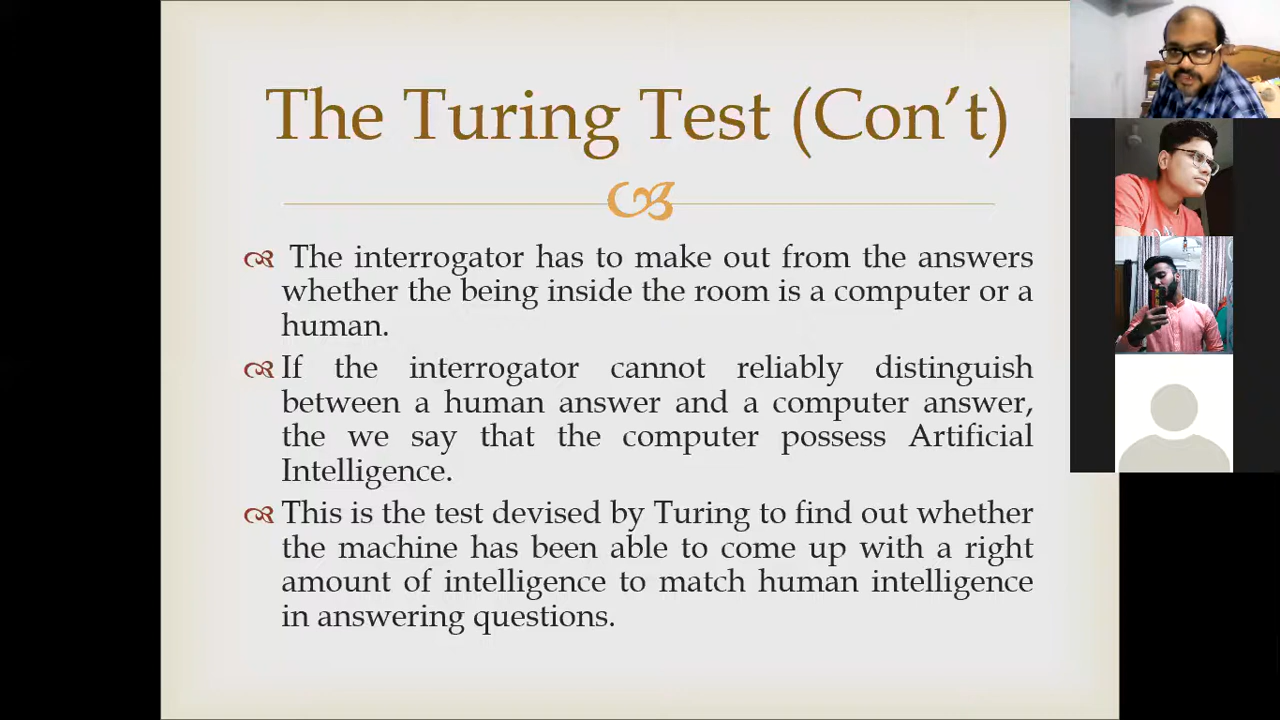 The Turing Test (Con’t)
The interrogator has to make out from the answers
whether the being inside the room is a computer or a
human.
If the interrogator cannot reliably distinguish
between a human answer and a computer answer,
the we say that the computer possess Artificial
Intelligence.
This is the test devised by Turing to find out whether
the machine has been able to come up with a right
amount of intelligence to match human intelligence
in answering questions.